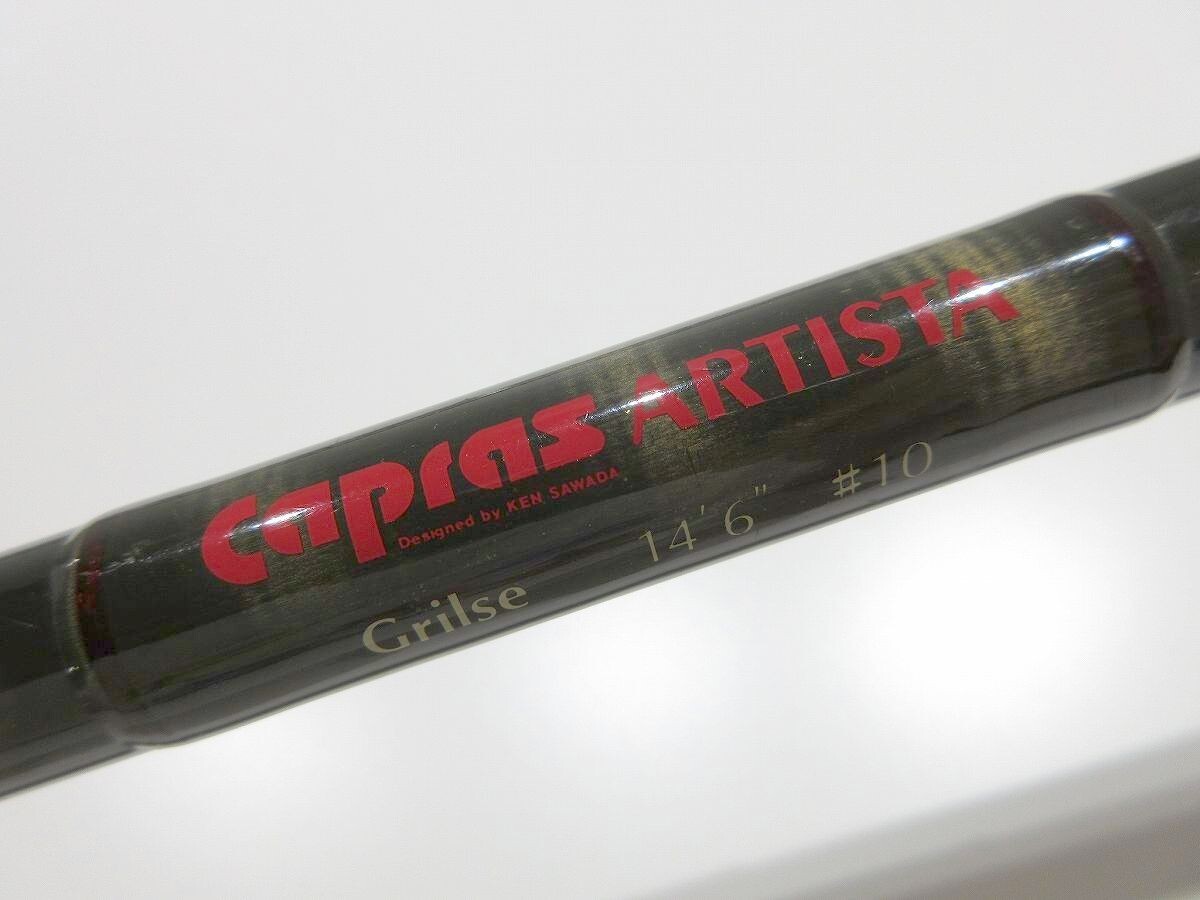 Capras ARTISTA
Designed by KEN SAWADA
Grilse 14' 6" #10